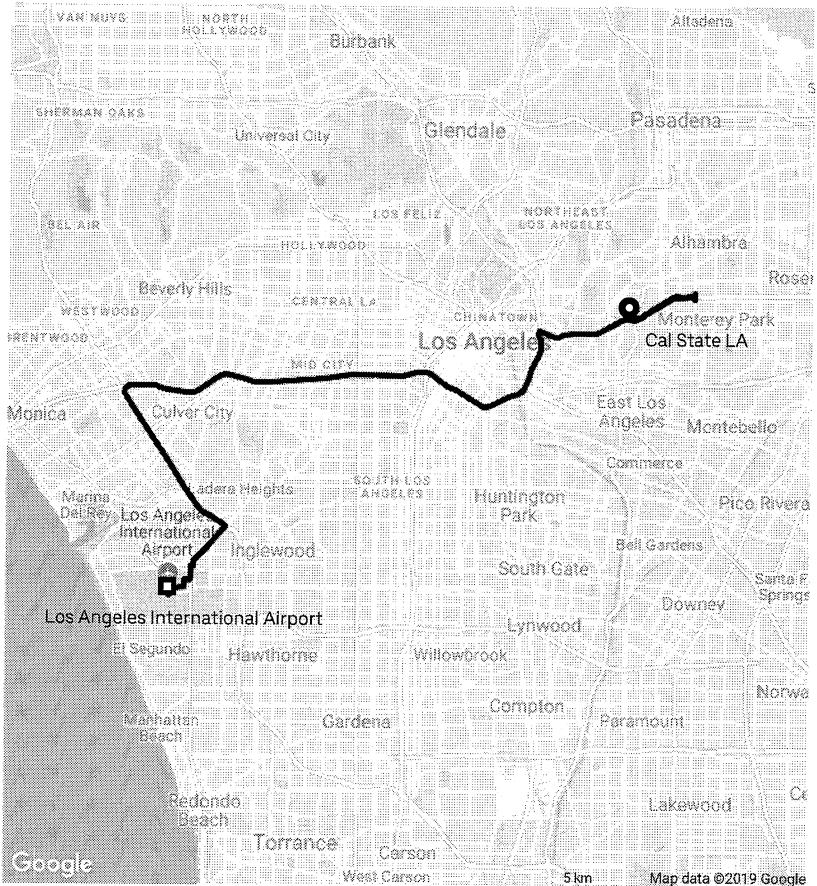 VAN NUYS
NORTH
HOLLYWOOD
Burbank
Altadena
SHERMAN OAKS
Universal City
Glendale
Pasadena
S
LOS FELIZ
NORTHEAST
LOS ANGELES
BEL AIR
HOLLYWOOD
Alhambra
Beverly Hills
Roser
CENTRAL LA
WESTWOOD
CHINATOWN
Monterey Park
BRENTWOOD
Los Angeles
Cal State LA
MID CITY
Monica
Culver City
East Los
Angeles
Montebello
Commerce
Marina
Del Rey
adera Heights
SOUTH LOS
ANGELES
Huntington
Park
Pico Rivera
Los Angeles
International
Airport
Inglewood
Bell Gardens
South Gate
Santa F
Springs
Downey
Los Angeles International Airport
Lynwood
El Segundo
Hawthorne
Willowbrook
Norwa
Manhattan
Beach
Gardena
Compton
Paramount
Redondo
Beach
Lakewood
Ce
Torrance
Carson
Google
West Carson
5 km
Map data ©2019 Google